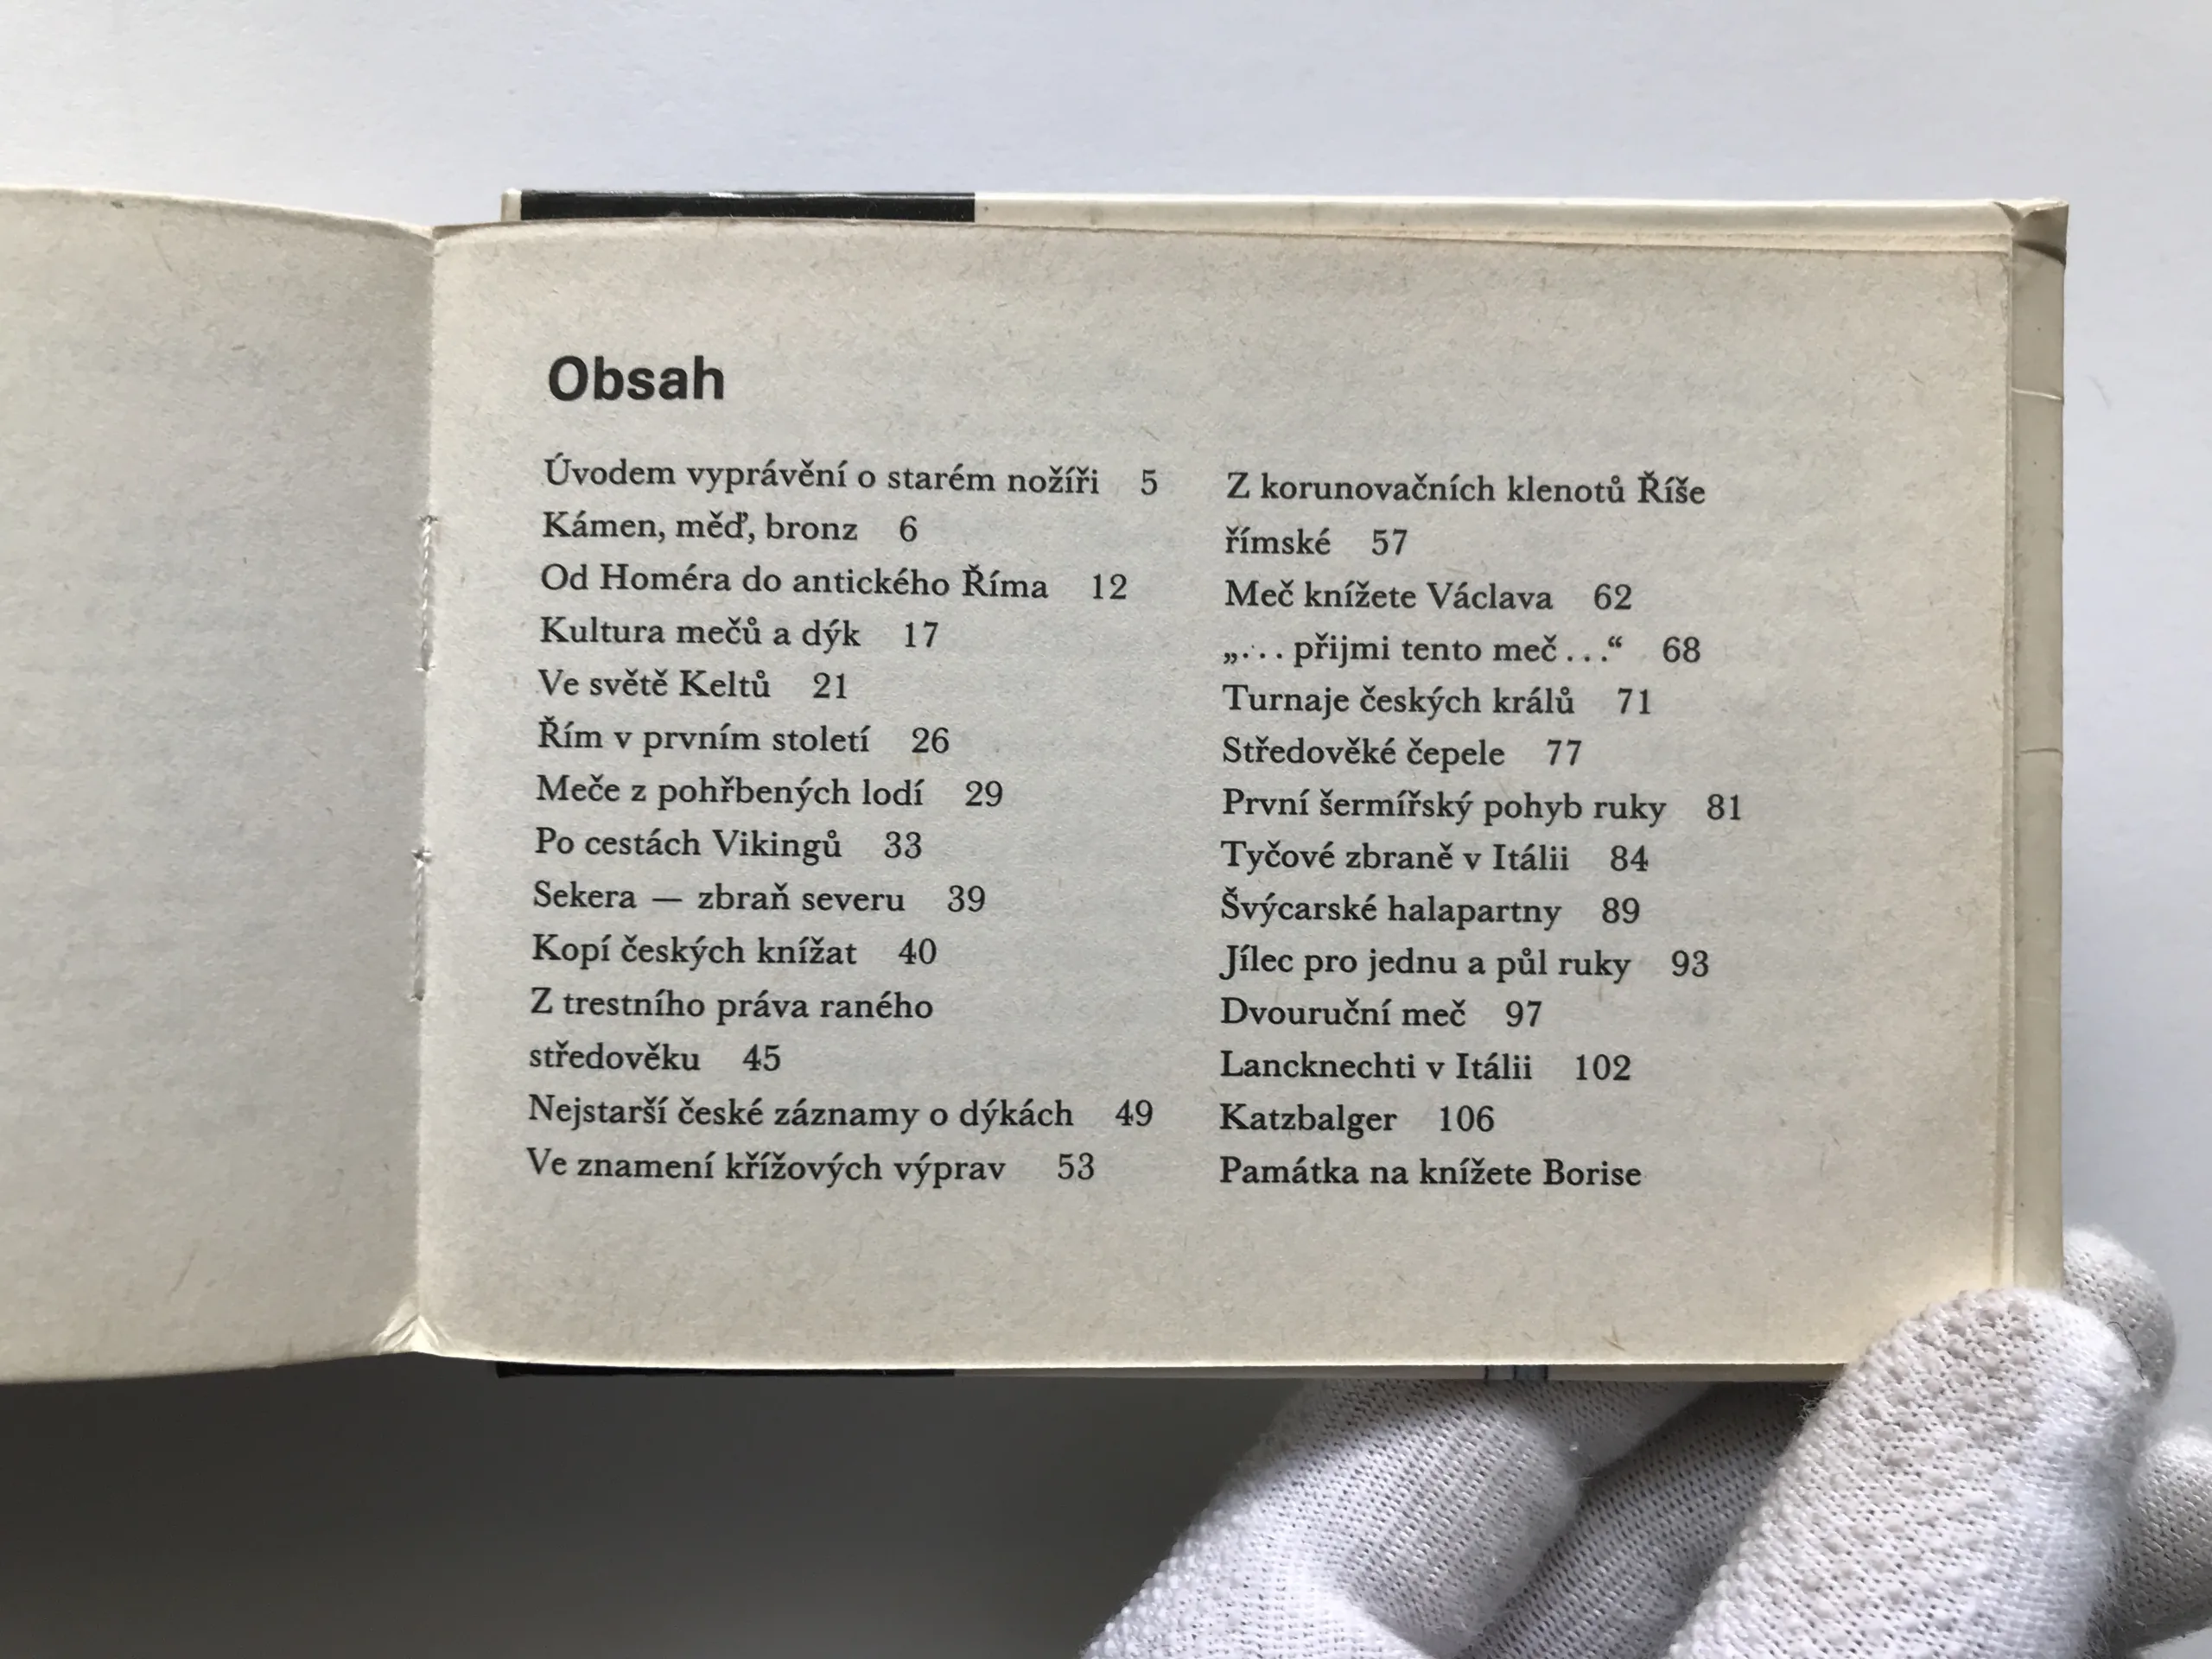 Obsah
Úvodem vyprávění o starém nožíři 5
Kámen, měď, bronz 6
Od Homéra do antického Říma 12
Kultura mečů a dýk 17
Ve světě Keltů 21
Řím v prvním století 26
Meče z pohřbených lodí 29
Po cestách Vikingů 33
Sekera — zbraň severu 39
Kopí českých knížat 40
Z trestního práva raného
středověku 45
Nejstarší české záznamy o dýkách 49
Ve znamení křížových výprav 53
Z korunovačních klenotů Říše
římské 57
Meč knížete Václava 62
„... přijmi tento meč ...“ 68
Turnaje českých králů 71
Středověké čepele 77
První šermířský pohyb ruky 81
Tyčové zbraně v Itálii 84
Švýcarské halapartny 89
Jílec pro jednu a půl ruky 93
Dvouruční meč 97
Lancknechti v Itálii 102
Katzbalger 106
Památka na knížete Borise